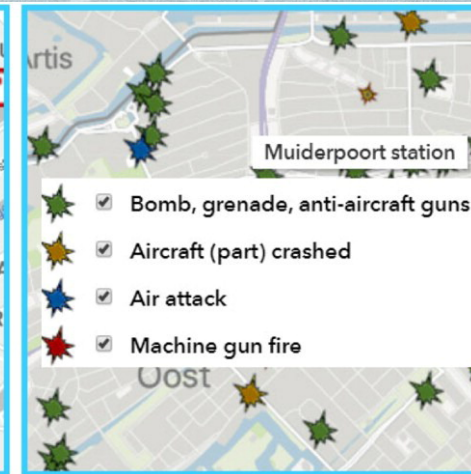 Artis
Muiderpoort station
Bomb, grenade, anti-aircraft guns
Aircraft (part) crashed
Air attack
Machine gun fire
Oost